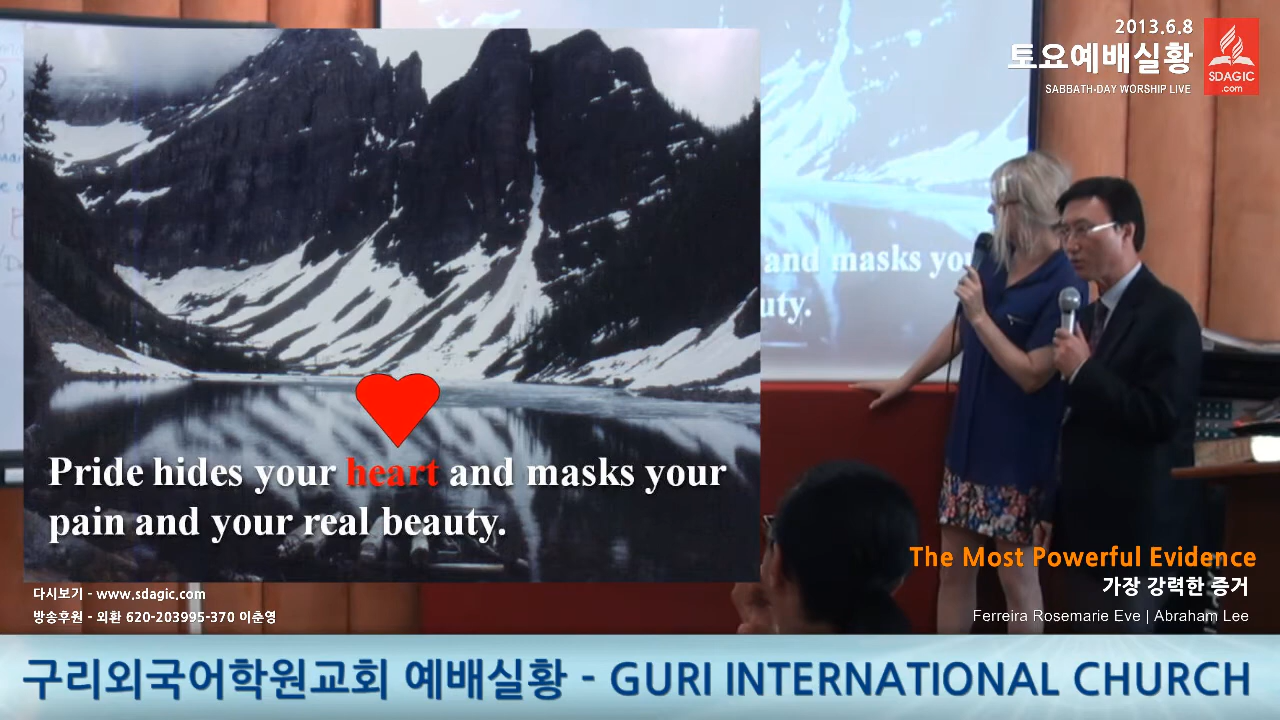 2013.6.8
토요예배실황
SABBATH-DAY WORSHIP LIVE
SDAGIC
.com
and masks you
uty.
Pride hides your heart and masks your
pain and your real beauty.
The Most Powerful Evidence
가장 강력한 증거
Ferreira Rosemarie Eve | Abraham Lee
다시보기 - www.sdagic.com
방송후원 - 외환 620-203995-370 이춘영
구리외국어학원교회 예배실황 - GURI INTERNATIONAL CHURCH